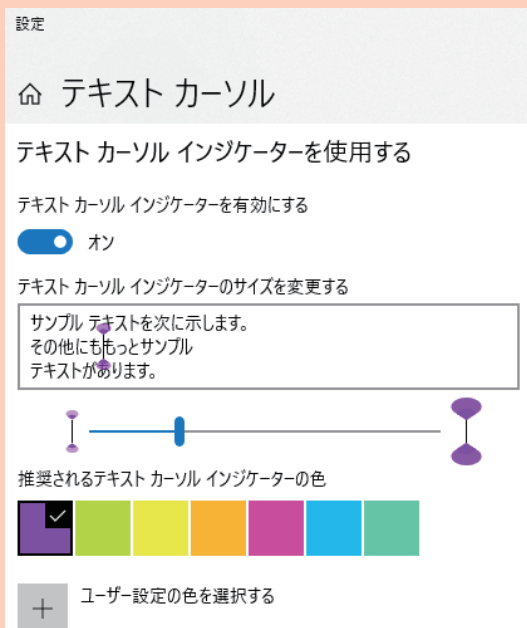 設定
テキスト カーソル
テキスト カーソル インジケーターを使用する
テキスト カーソル インジケーターを有効にする
オン
テキスト カーソル インジケーターのサイズを変更する
サンプル テキストを次に示します。
その他にももっとサンプル
テキストがあります。
推奨されるテキスト カーソル インジケーターの色
ユーザー設定の色を選択する